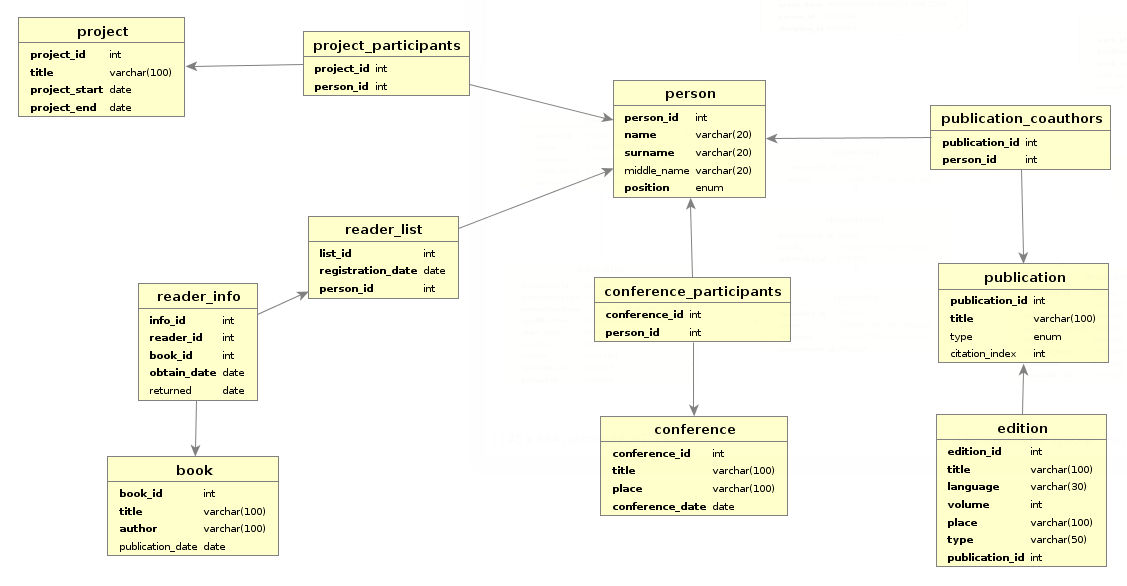 project
project_id int
title varchar(100)
project_start date
project_end date
project_participants
project_id int
person_id int
person
person_id int
name varchar(20)
surname varchar(20)
middle_name varchar(20)
position enum
publication_coauthors
publication_id int
person_id int
reader_list
list_id int
registration_date date
person_id int
reader_info
info_id int
reader_id int
book_id int
obtain_date date
returned date
conference_participants
conference_id int
person_id int
publication
publication_id int
title varchar(100)
type enum
citation_index int
book
book_id int
title varchar(100)
author varchar(100)
publication_date date
conference
conference_id int
title varchar(100)
place varchar(100)
conference_date date
edition
edition_id int
title varchar(100)
language varchar(30)
volume int
place varchar(100)
type varchar(50)
publication_id int